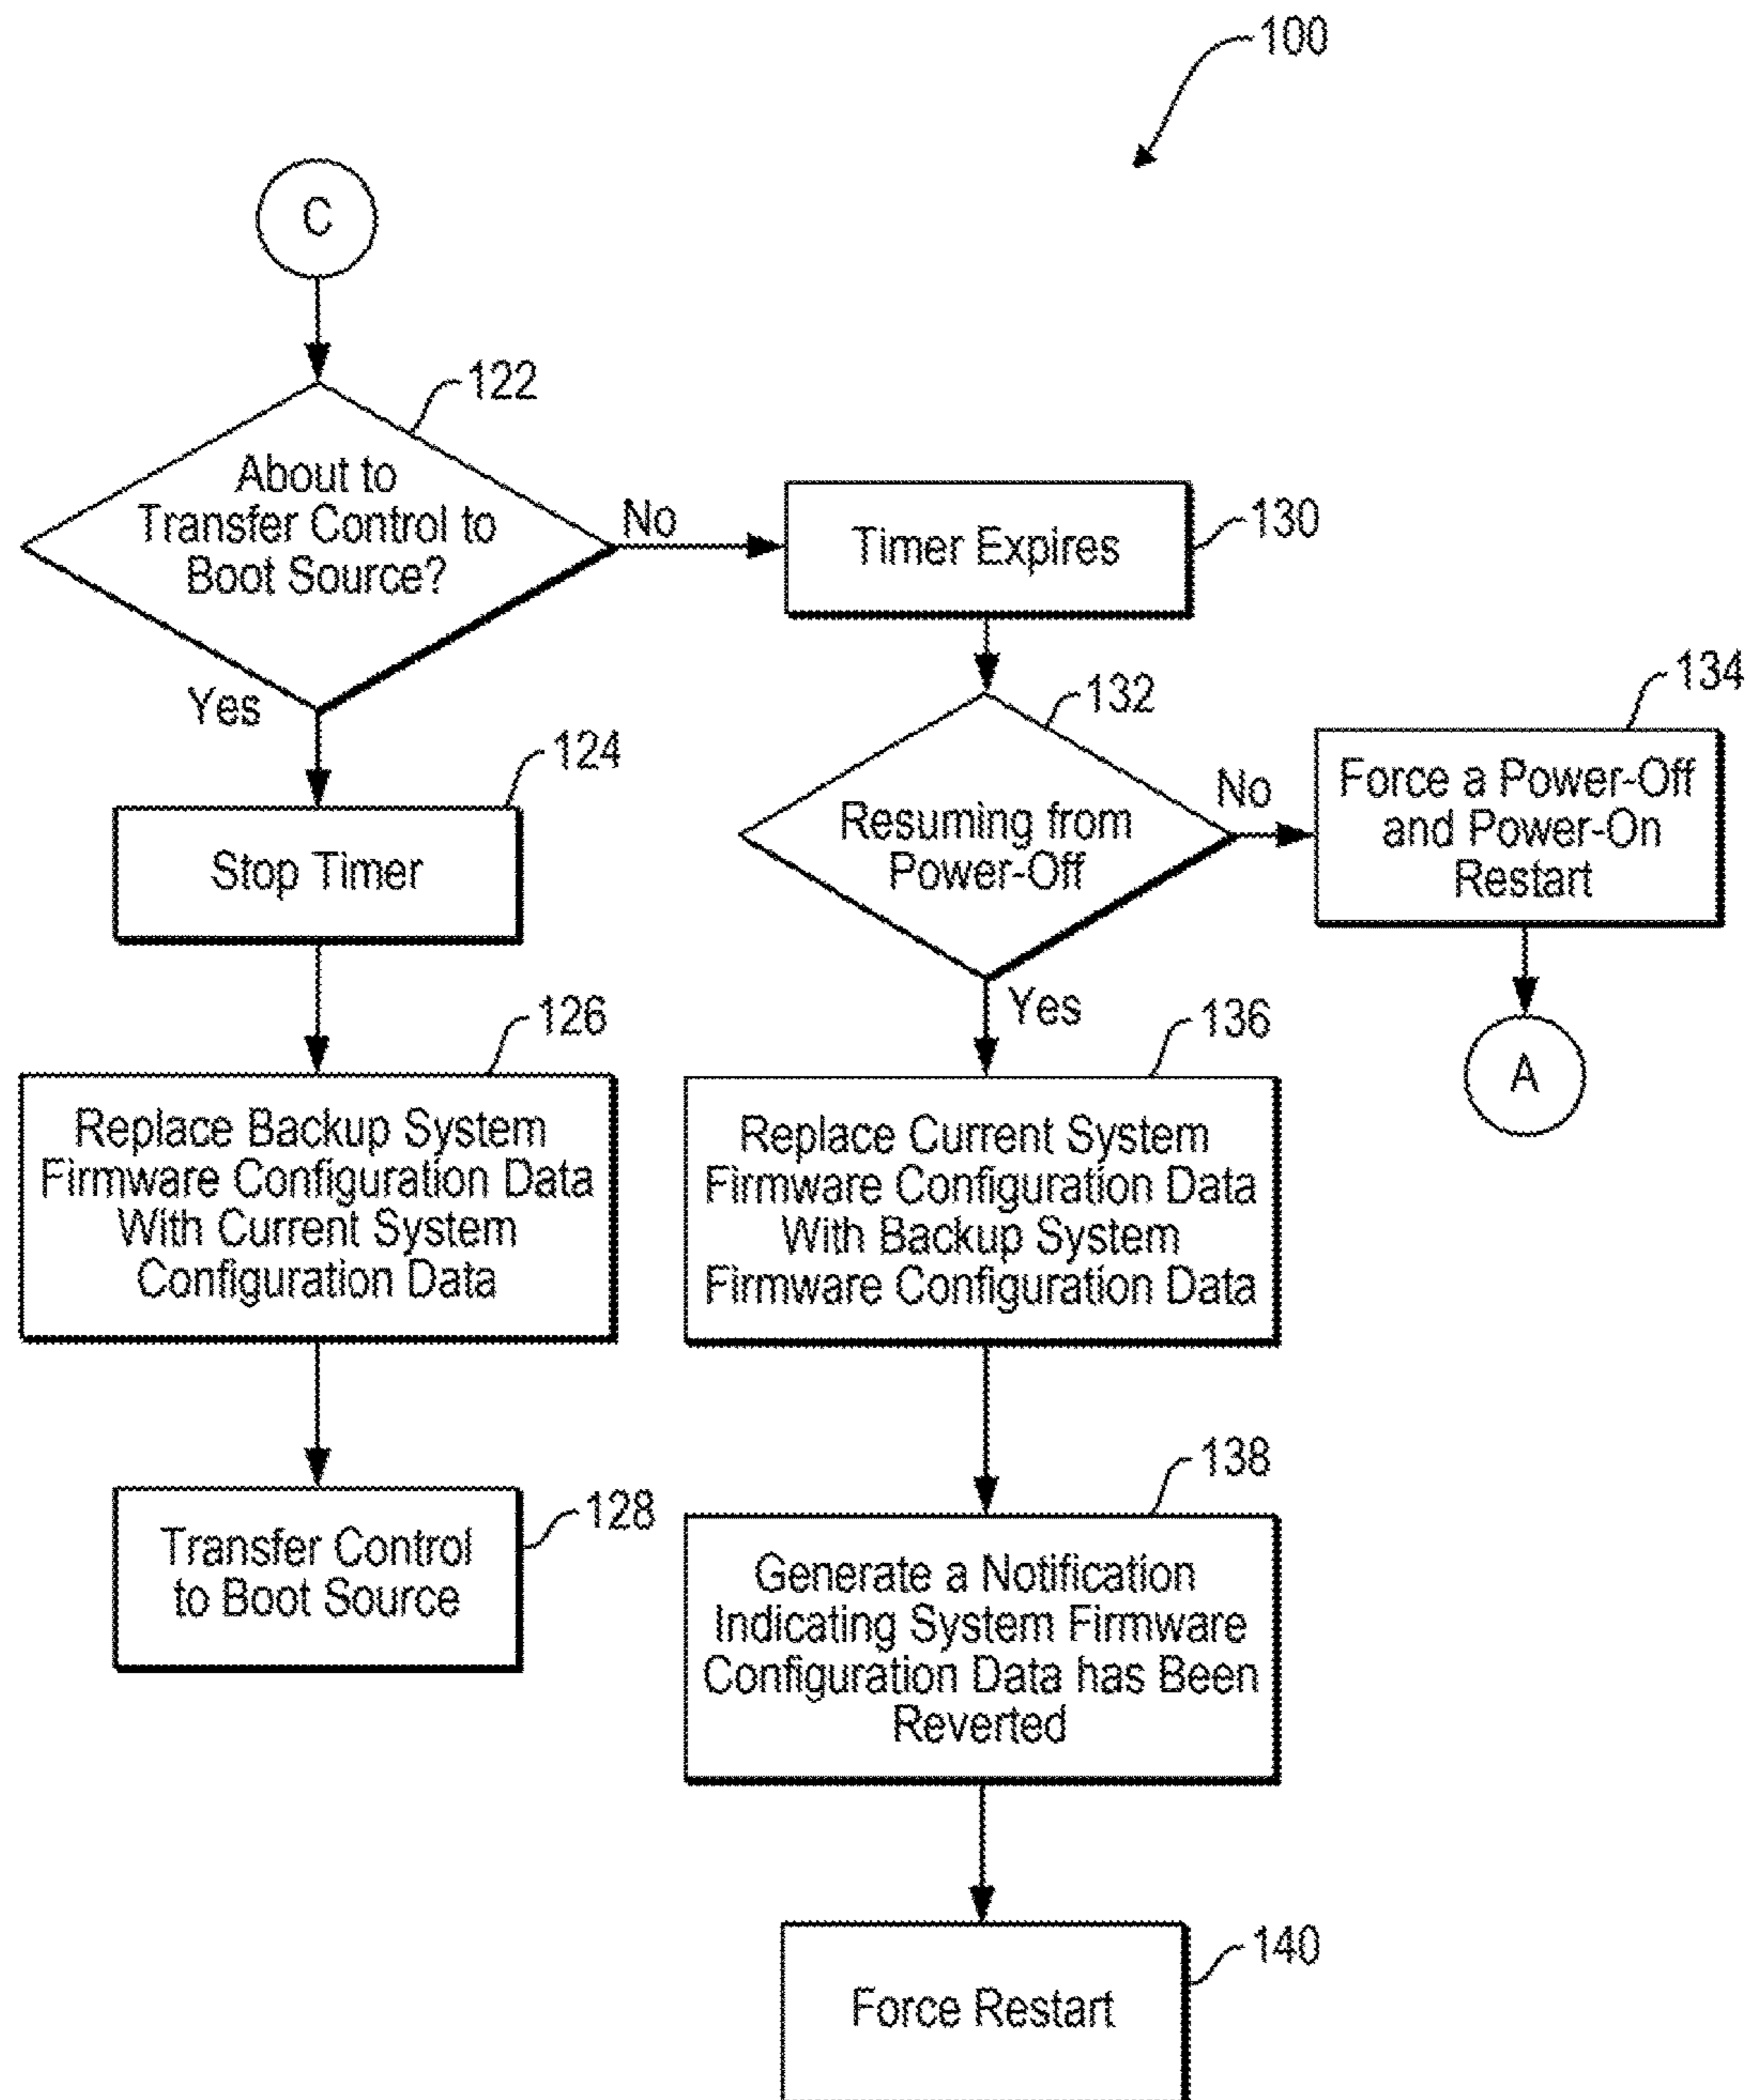 100
C
122
About to
Transfer Control to
Boot Source?
No
Yes
130
Timer Expires
132
Resuming from
Power-Off
No
Yes
134
Force a Power-Off
and Power-On
Restart
A
124
Stop Timer
126
Replace Backup System
Firmware Configuration Data
With Current System
Configuration Data
136
Replace Current System
Firmware Configuration Data
With Backup System
Firmware Configuration Data
128
Transfer Control
to Boot Source
138
Generate a Notification
Indicating System Firmware
Configuration Data has Been
Reverted
140
Force Restart